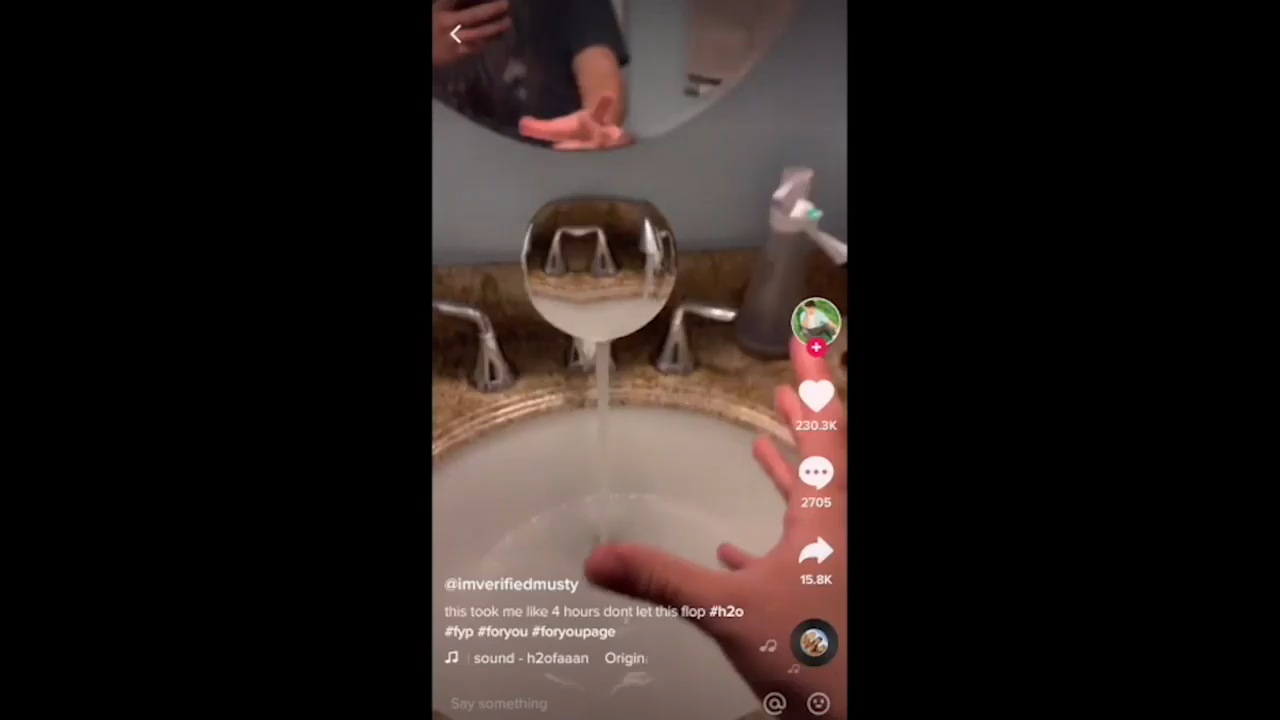 230.3K
2705
15.8K
@imverifiedmusty
this took me like 4 hours dont let this flop #h2o
#fyp #foryou #foryoupage
sound - h2ofaaan Origin
Say something